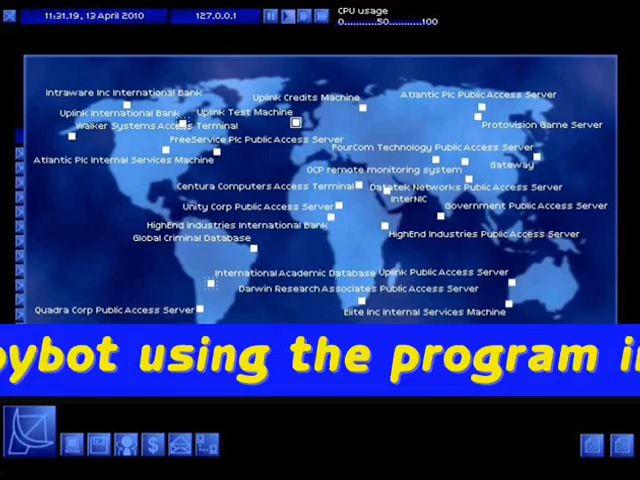 11:31.19, 13 April 2010
127.0.0.1
CPU usage
0..........50..........100
Intraware Inc International Bank
Atlantic Plc Public Access Server
Uplink Credits Machine
Uplink International Bank
Uplink Test Machine
Walker Systems Access Terminal
Protovision Game Server
FreeService Plc Public Access Server
FourCom Technology Public Access Server
Atlantic Plc Internal Services Machine
Gateway
OCP remote monitoring system
Centura Computers Access Terminal
Datatek Networks Public Access Server
InterNIC
Unity Corp Public Access Server
Government Public Access Server
HighEnd Industries International Bank
HighEnd Industries Public Access Server
Global Criminal Database
International Academic Database
Uplink Public Access Server
Darwin Research Associates Public Access Server
Quadra Corp Public Access Server
Elite Inc Internal Services Machine
oybot using the program in
$